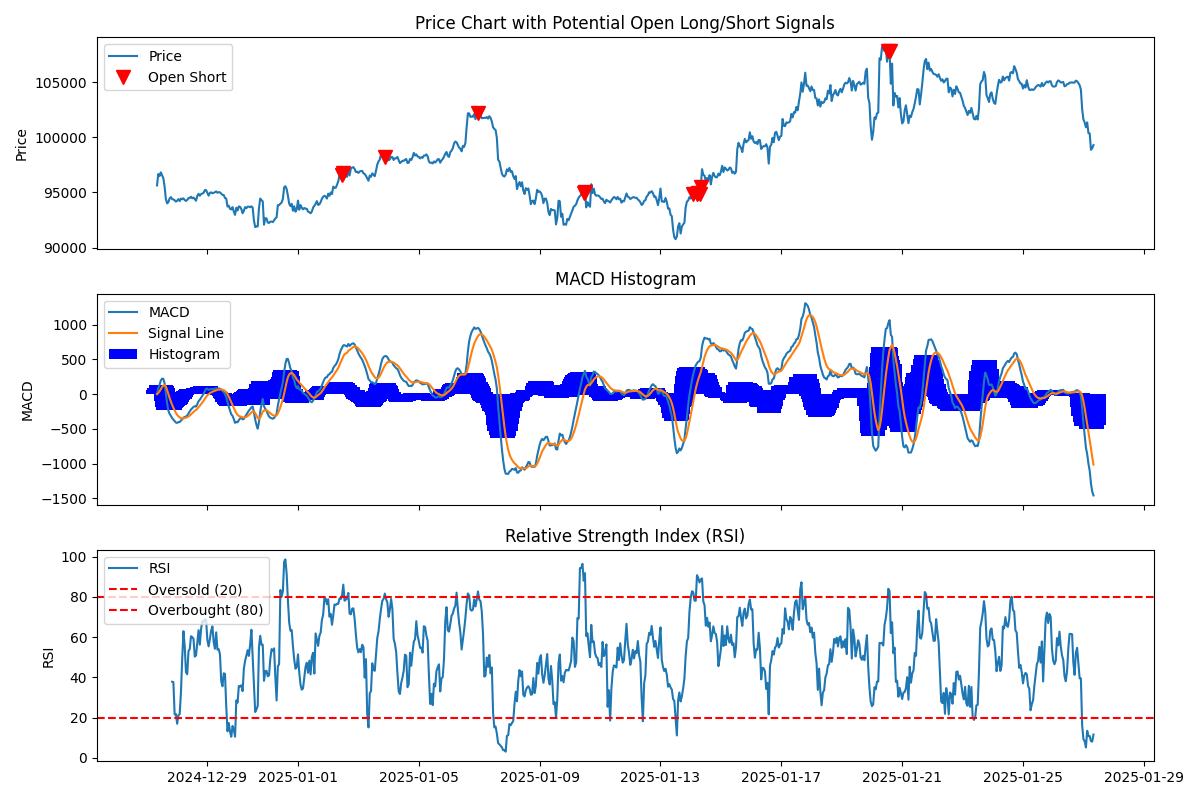 Price Chart with Potential Open Long/Short Signals
Price
Open Short
105000
100000
95000
90000
Price
MACD Histogram
MACD
Signal Line
Histogram
1000
500
0
−500
−1000
−1500
MACD
Relative Strength Index (RSI)
RSI
Oversold (20)
Overbought (80)
100
80
60
40
20
0
RSI
2024-12-29 2025-01-01 2025-01-05 2025-01-09 2025-01-13 2025-01-17 2025-01-21 2025-01-25 2025-01-29